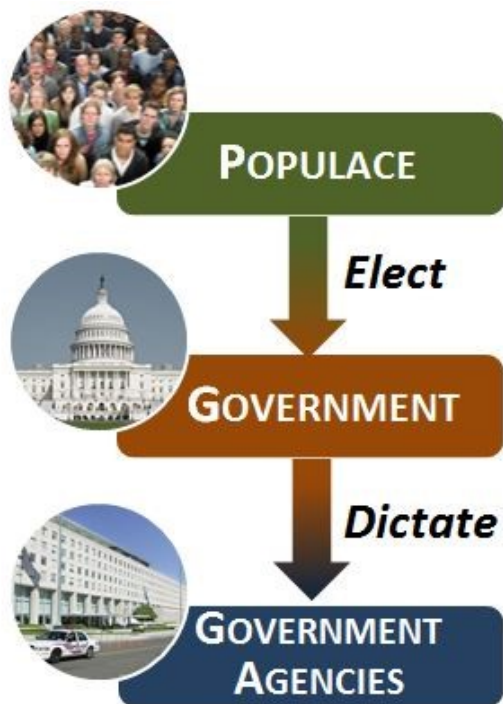 POPULACE
Elect
GOVERNMENT
Dictate
GOVERNMENT
AGENCIES